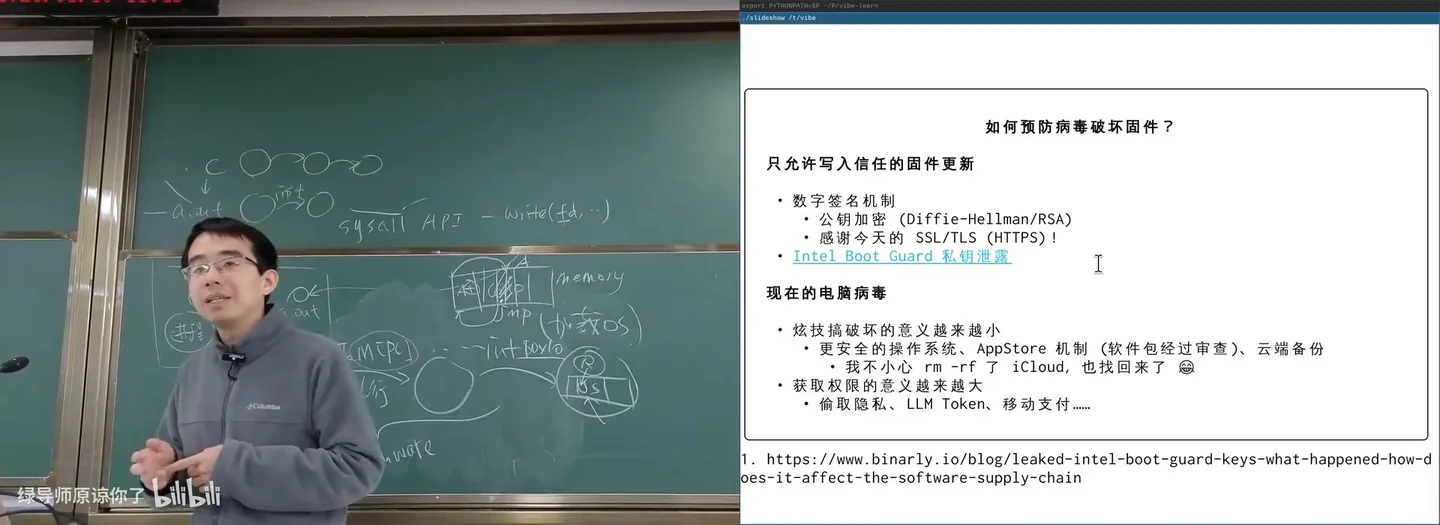 C
a.out
syscall API - write(fd, ...)
memory
a.out
进程
mp
M[PC]
int 0x10
export PYTHONPATH=$P ~/P/vibe-learn
./slideshow /t/vibe
如何预防病毒破坏固件？
只允许写入信任的固件更新
• 数字签名机制
• 公钥加密 (Diffie-Hellman/RSA)
• 感谢今天的 SSL/TLS (HTTPS)！
• Intel Boot Guard 私钥泄露
现在的电脑病毒
• 炫技搞破坏的意义越来越小
• 更安全的操作系统、AppStore 机制 (软件包经过审查)、云端备份
• 我不小心 rm -rf 了 iCloud, 也找回来了 😂
• 获取权限的意义越来越大
• 偷取隐私、LLM Token、移动支付……
1. https://www.binarly.io/blog/leaked-intel-boot-guard-keys-what-happened-how-d
oes-it-affect-the-software-supply-chain
Columbia
绿导师原谅你了 bilibili